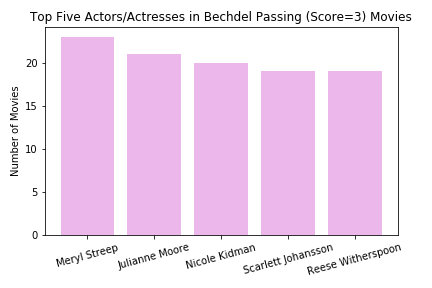 Top Five Actors/Actresses in Bechdel Passing (Score=3) Movies
Number of Movies
20
15
10
5
0
Meryl Streep
Julianne Moore
Nicole Kidman
Scarlett Johansson
Reese Witherspoon